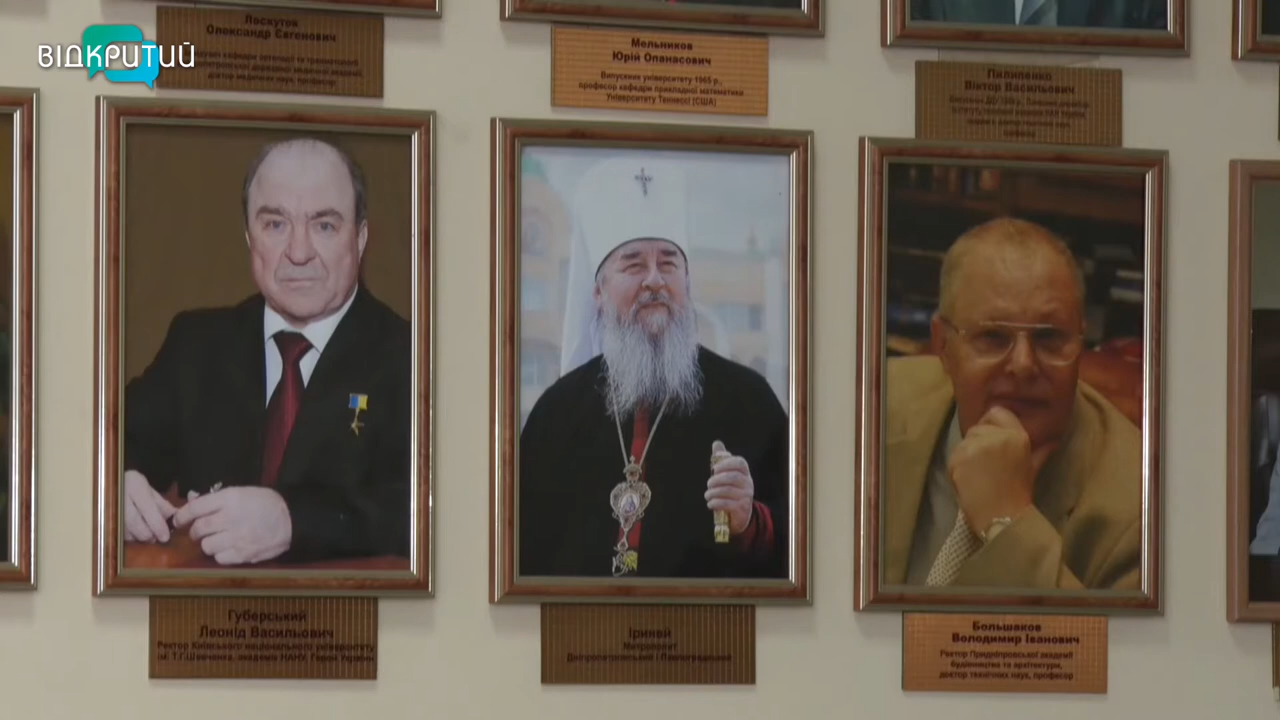 ВІДКРИТИЙ
Лоскутов
Олександр Євгенович
Мельников
Юрій Опанасович
Випускник університету 1965 р.,
професор кафедри прикладної математики
Університету Теннессі (США)
Пилипенко
Віктор Васильович
Губерський
Леонід Васильович
Ректор Київського національного університету
ім. Т.Г.Шевченка, академік НАНУ, Герой України
Іриней
Митрополит
Дніпропетровський і Павлоградський
Большаков
Володимир Іванович
Ректор Придніпровської академії
будівництва та архітектури,
доктор технічних наук, професор